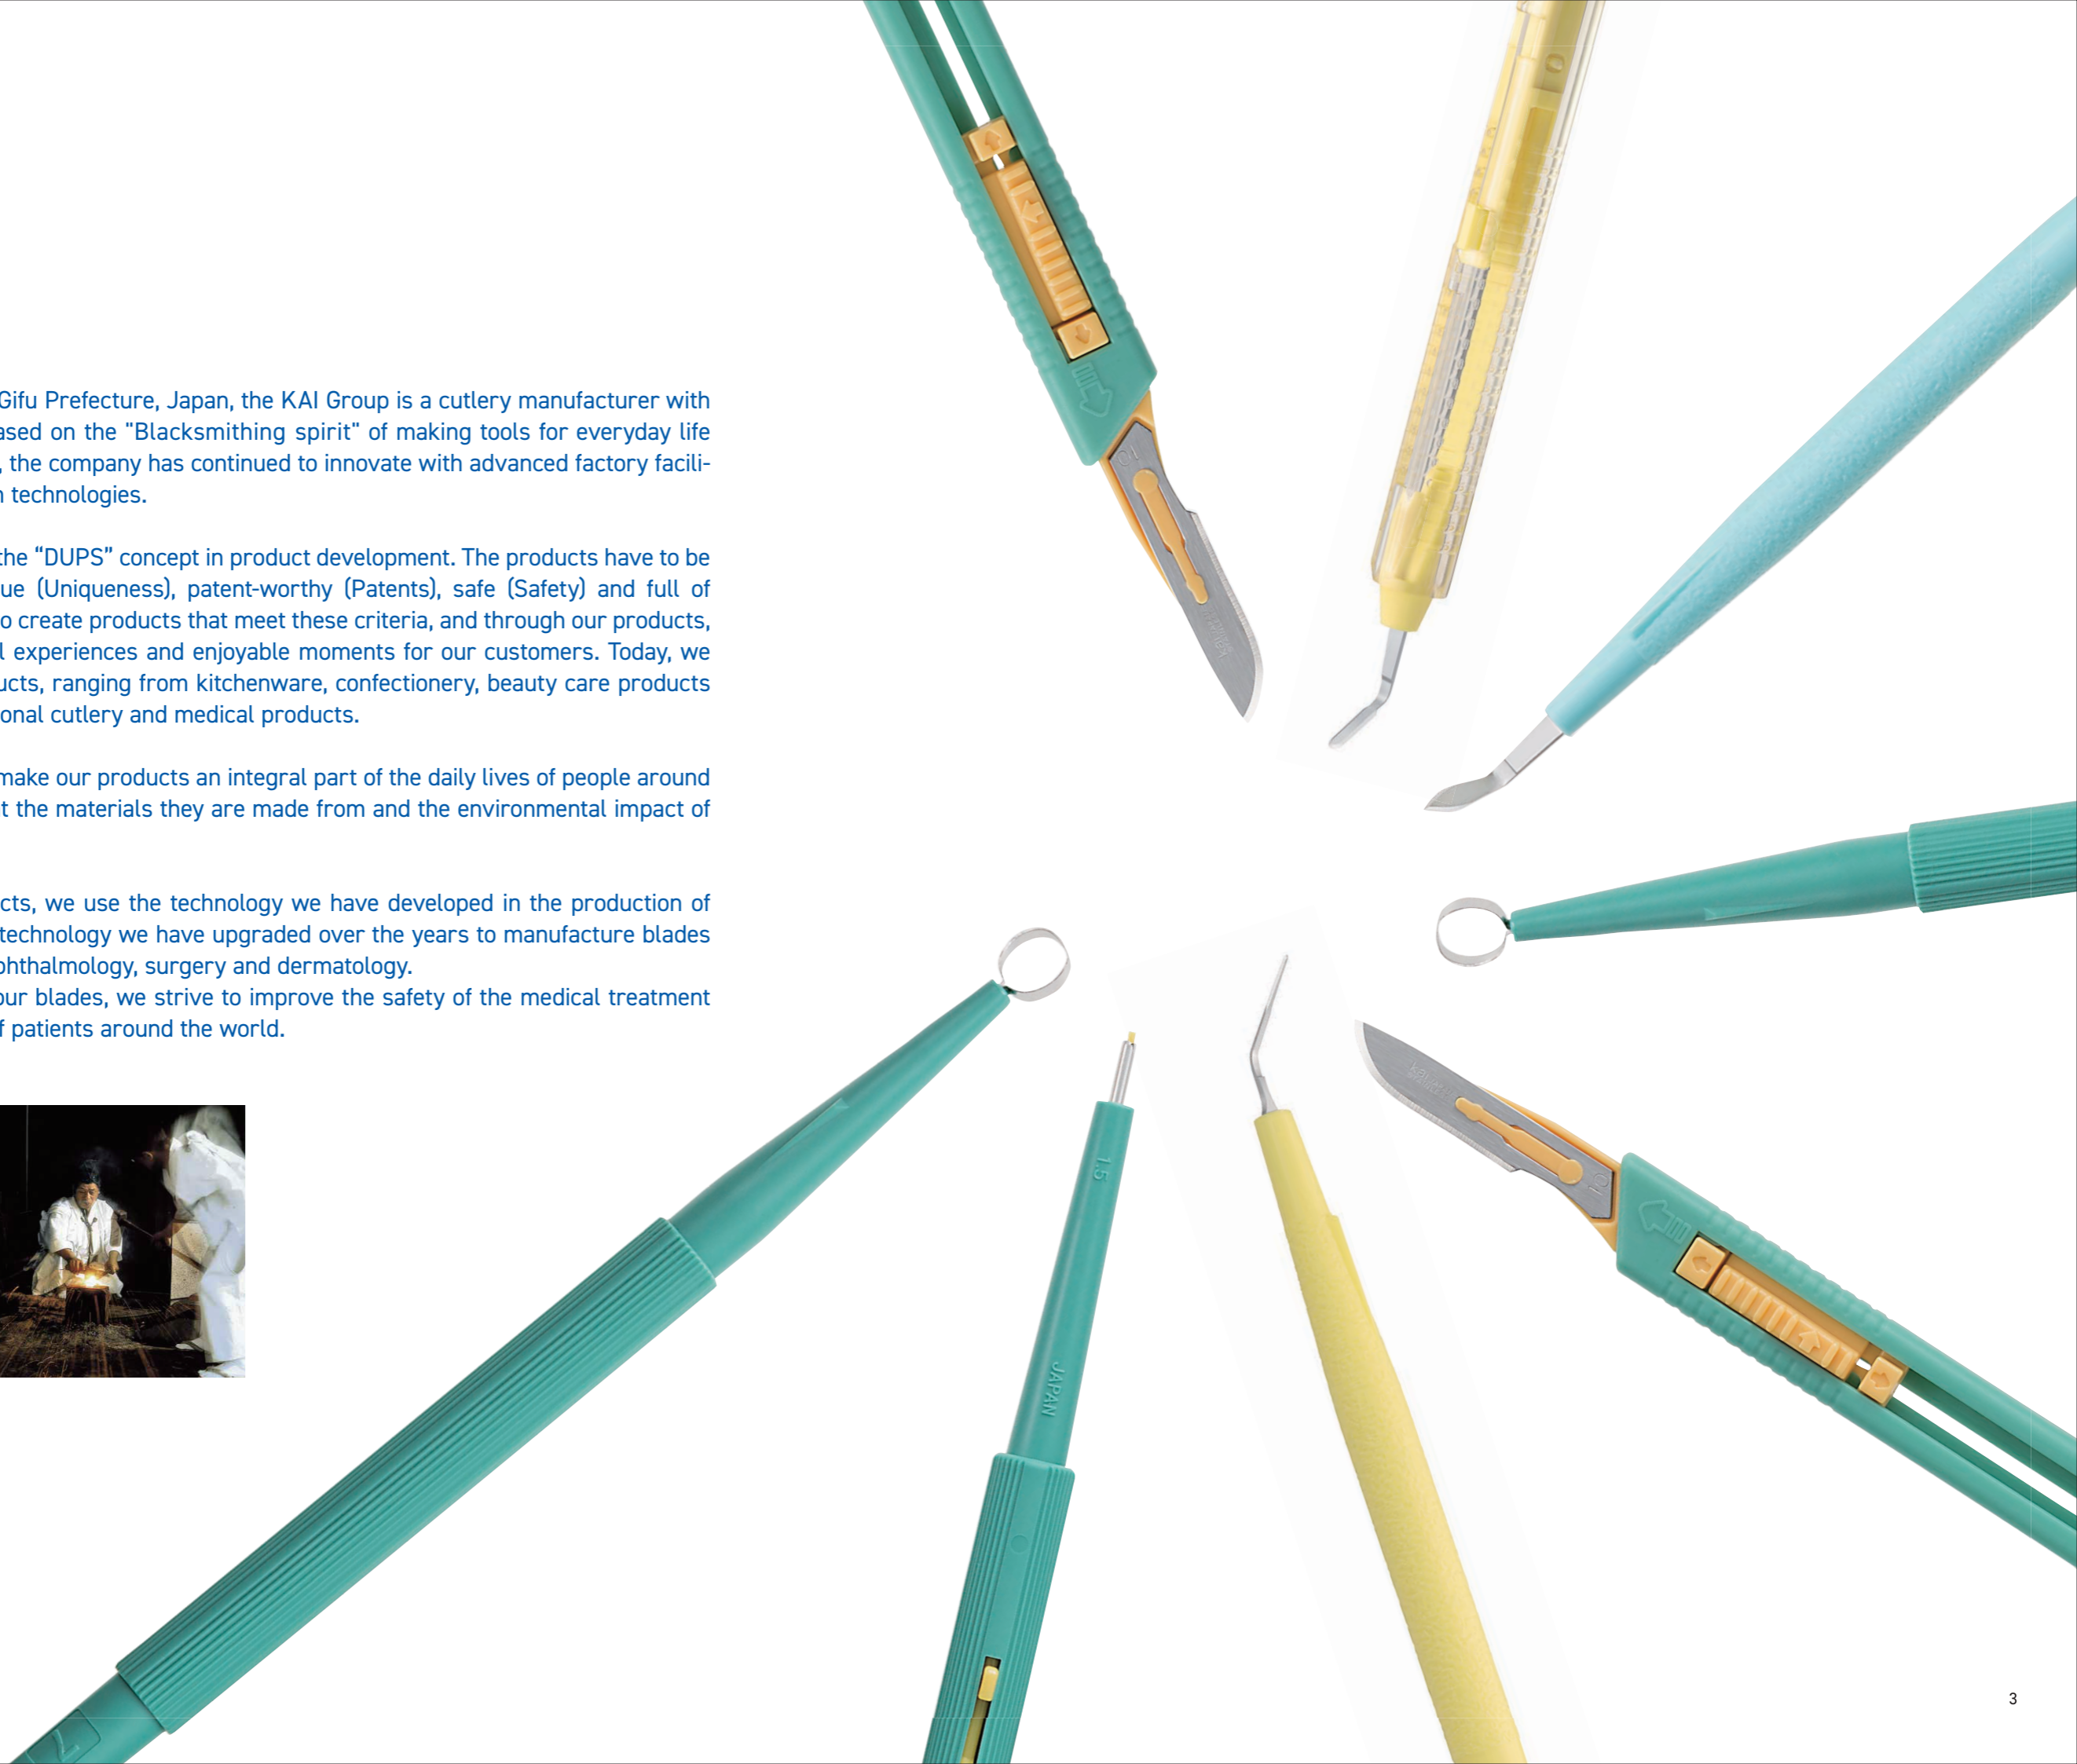 Gifu Prefecture, Japan, the KAI Group is a cutlery manufacturer with
ased on the "Blacksmithing spirit" of making tools for everyday life
, the company has continued to innovate with advanced factory facili-
n technologies.
the “DUPS” concept in product development. The products have to be
ue (Uniqueness), patent-worthy (Patents), safe (Safety) and full of
o create products that meet these criteria, and through our products,
l experiences and enjoyable moments for our customers. Today, we
ucts, ranging from kitchenware, confectionery, beauty care products
onal cutlery and medical products.
make our products an integral part of the daily lives of people around
t the materials they are made from and the environmental impact of
cts, we use the technology we have developed in the production of
technology we have upgraded over the years to manufacture blades
phthalmology, surgery and dermatology.
our blades, we strive to improve the safety of the medical treatment
f patients around the world.
10
0
1.5
JAPAN
10
7
3